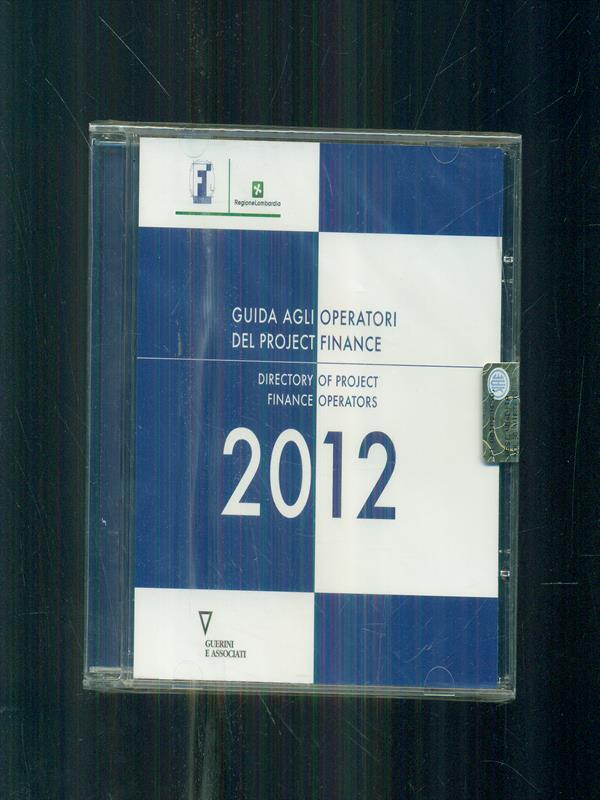 F
RegioneLombardia
GUIDA AGLI OPERATORI
DEL PROJECT FINANCE
DIRECTORY OF PROJECT
FINANCE OPERATORS
2012
GUERINI
E ASSOCIATI